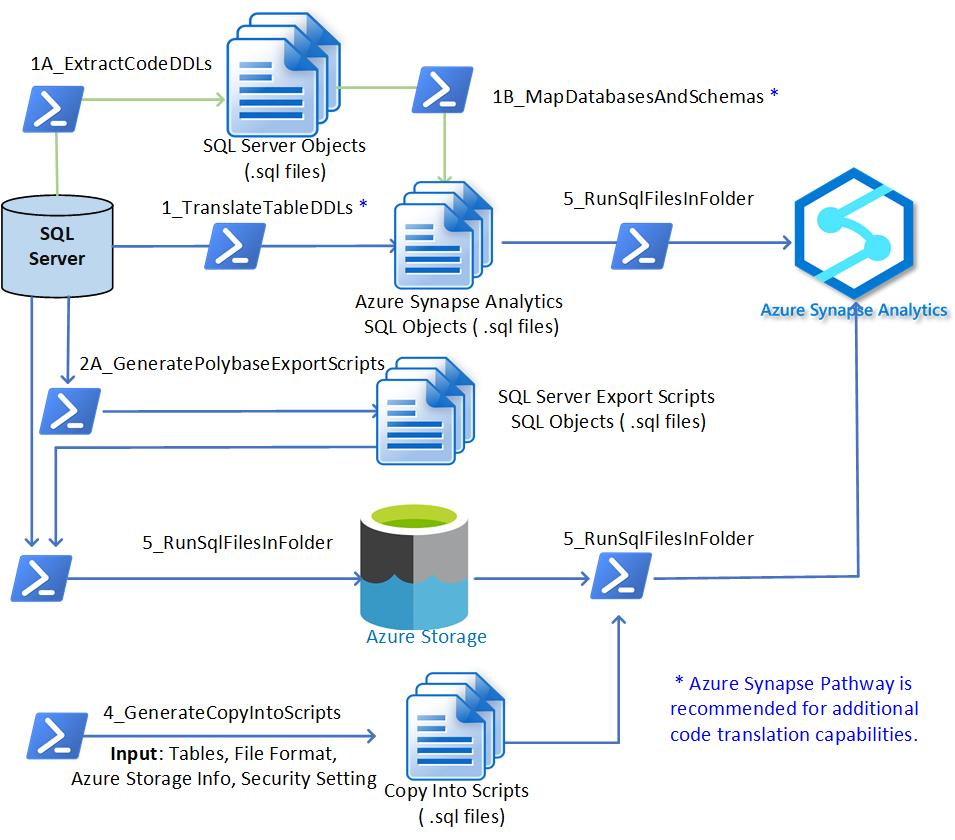 1A_ExtractCodeDDLs
SQL Server Objects
(.sql files)
1B_MapDatabasesAndSchemas *
SQL
Server
1_TranslateTableDDLs *
Azure Synapse Analytics
SQL Objects ( .sql files)
5_RunSqlFilesInFolder
Azure Synapse Analytics
2A_GeneratePolybaseExportScripts
SQL Server Export Scripts
SQL Objects ( .sql files)
5_RunSqlFilesInFolder
Azure Storage
5_RunSqlFilesInFolder
4_GenerateCopyIntoScripts
Input: Tables, File Format,
Azure Storage Info, Security Setting
Copy Into Scripts
( .sql files)
* Azure Synapse Pathway is
recommended for additional
code translation capabilities.